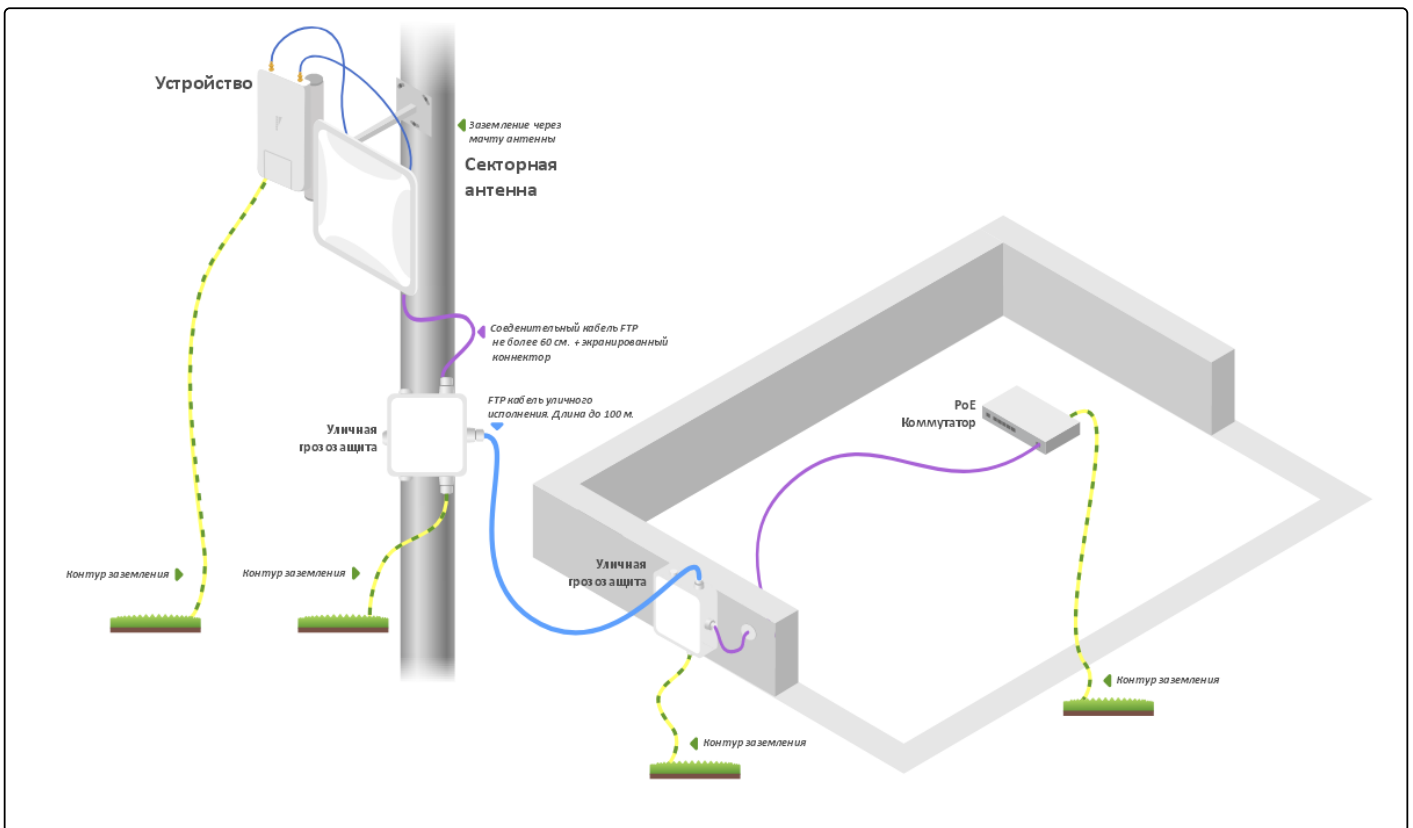 Устройство
Заземление через
мачту антенны
Секторная
антенна
Соеденительный кабель FTP
не более 60 см. + экранированный
коннектор
FTP кабель уличного
исполнения. Длина до 100 м.
Уличная
грозозащита
PoE
Коммутатор
Контур заземления
Контур заземления
Уличная
грозозащита
Контур заземления
Контур заземления